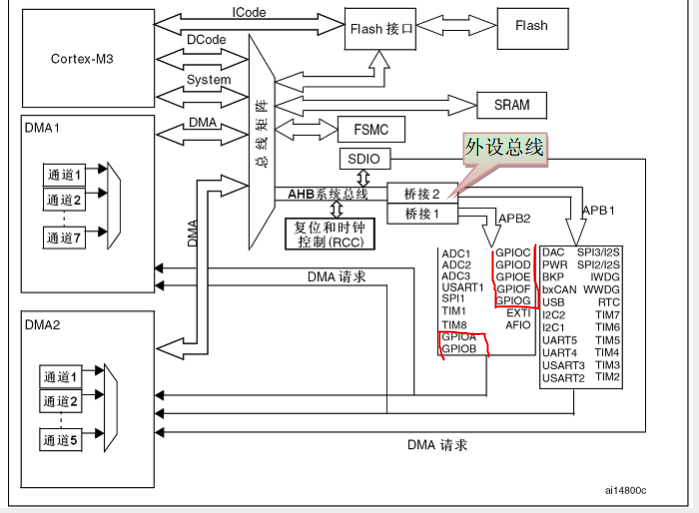 ICode
Cortex-M3
DCode
System
DMA
Flash 接口
Flash
总线矩阵
SRAM
FSMC
SDIO
外设总线
AHB系统总线
桥接 2
桥接 1
APB2
APB1
复位和时钟
控制(RCC)
DMA1
通道1
通道2
通道7
DMA
DMA 请求
ADC1
ADC2
ADC3
USART1
SPI1
TIM1
TIM8
GPIOA
GPIOB
GPIOC
GPIOD
GPIOE
GPIOF
GPIOG
EXTI
AFIO
DAC SPI3/I2S
PWR SPI2/I2S
BKP IWDG
bxCAN WWDG
USB RTC
I2C2 TIM7
I2C1 TIM6
UART5 TIM5
UART4 TIM4
USART3 TIM3
USART2 TIM2
DMA2
通道1
通道2
通道5
DMA 请求
ai14800c